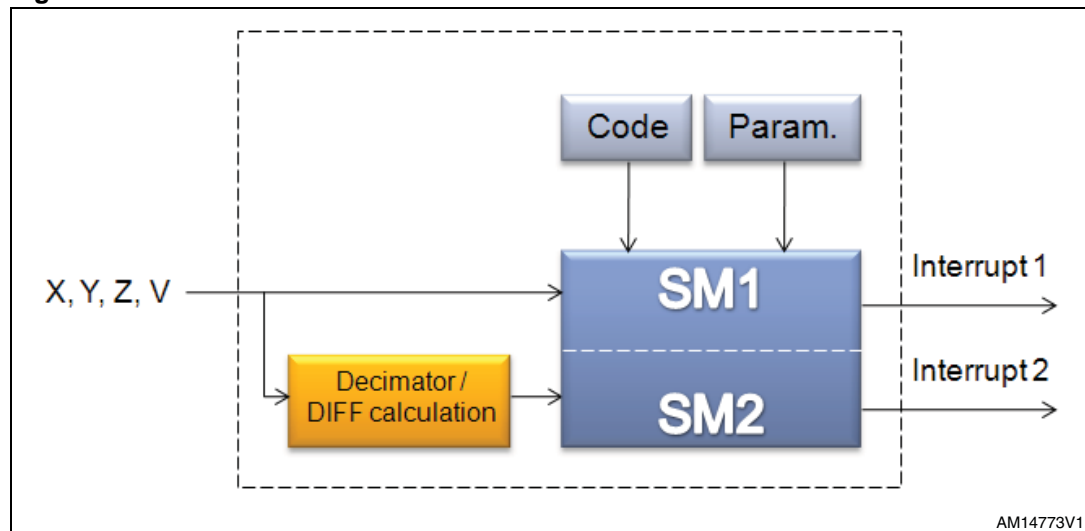 Code
Param.
X, Y, Z, V
SM1
Interrupt 1
Decimator /
DIFF calculation
SM2
Interrupt 2
AM14773V1